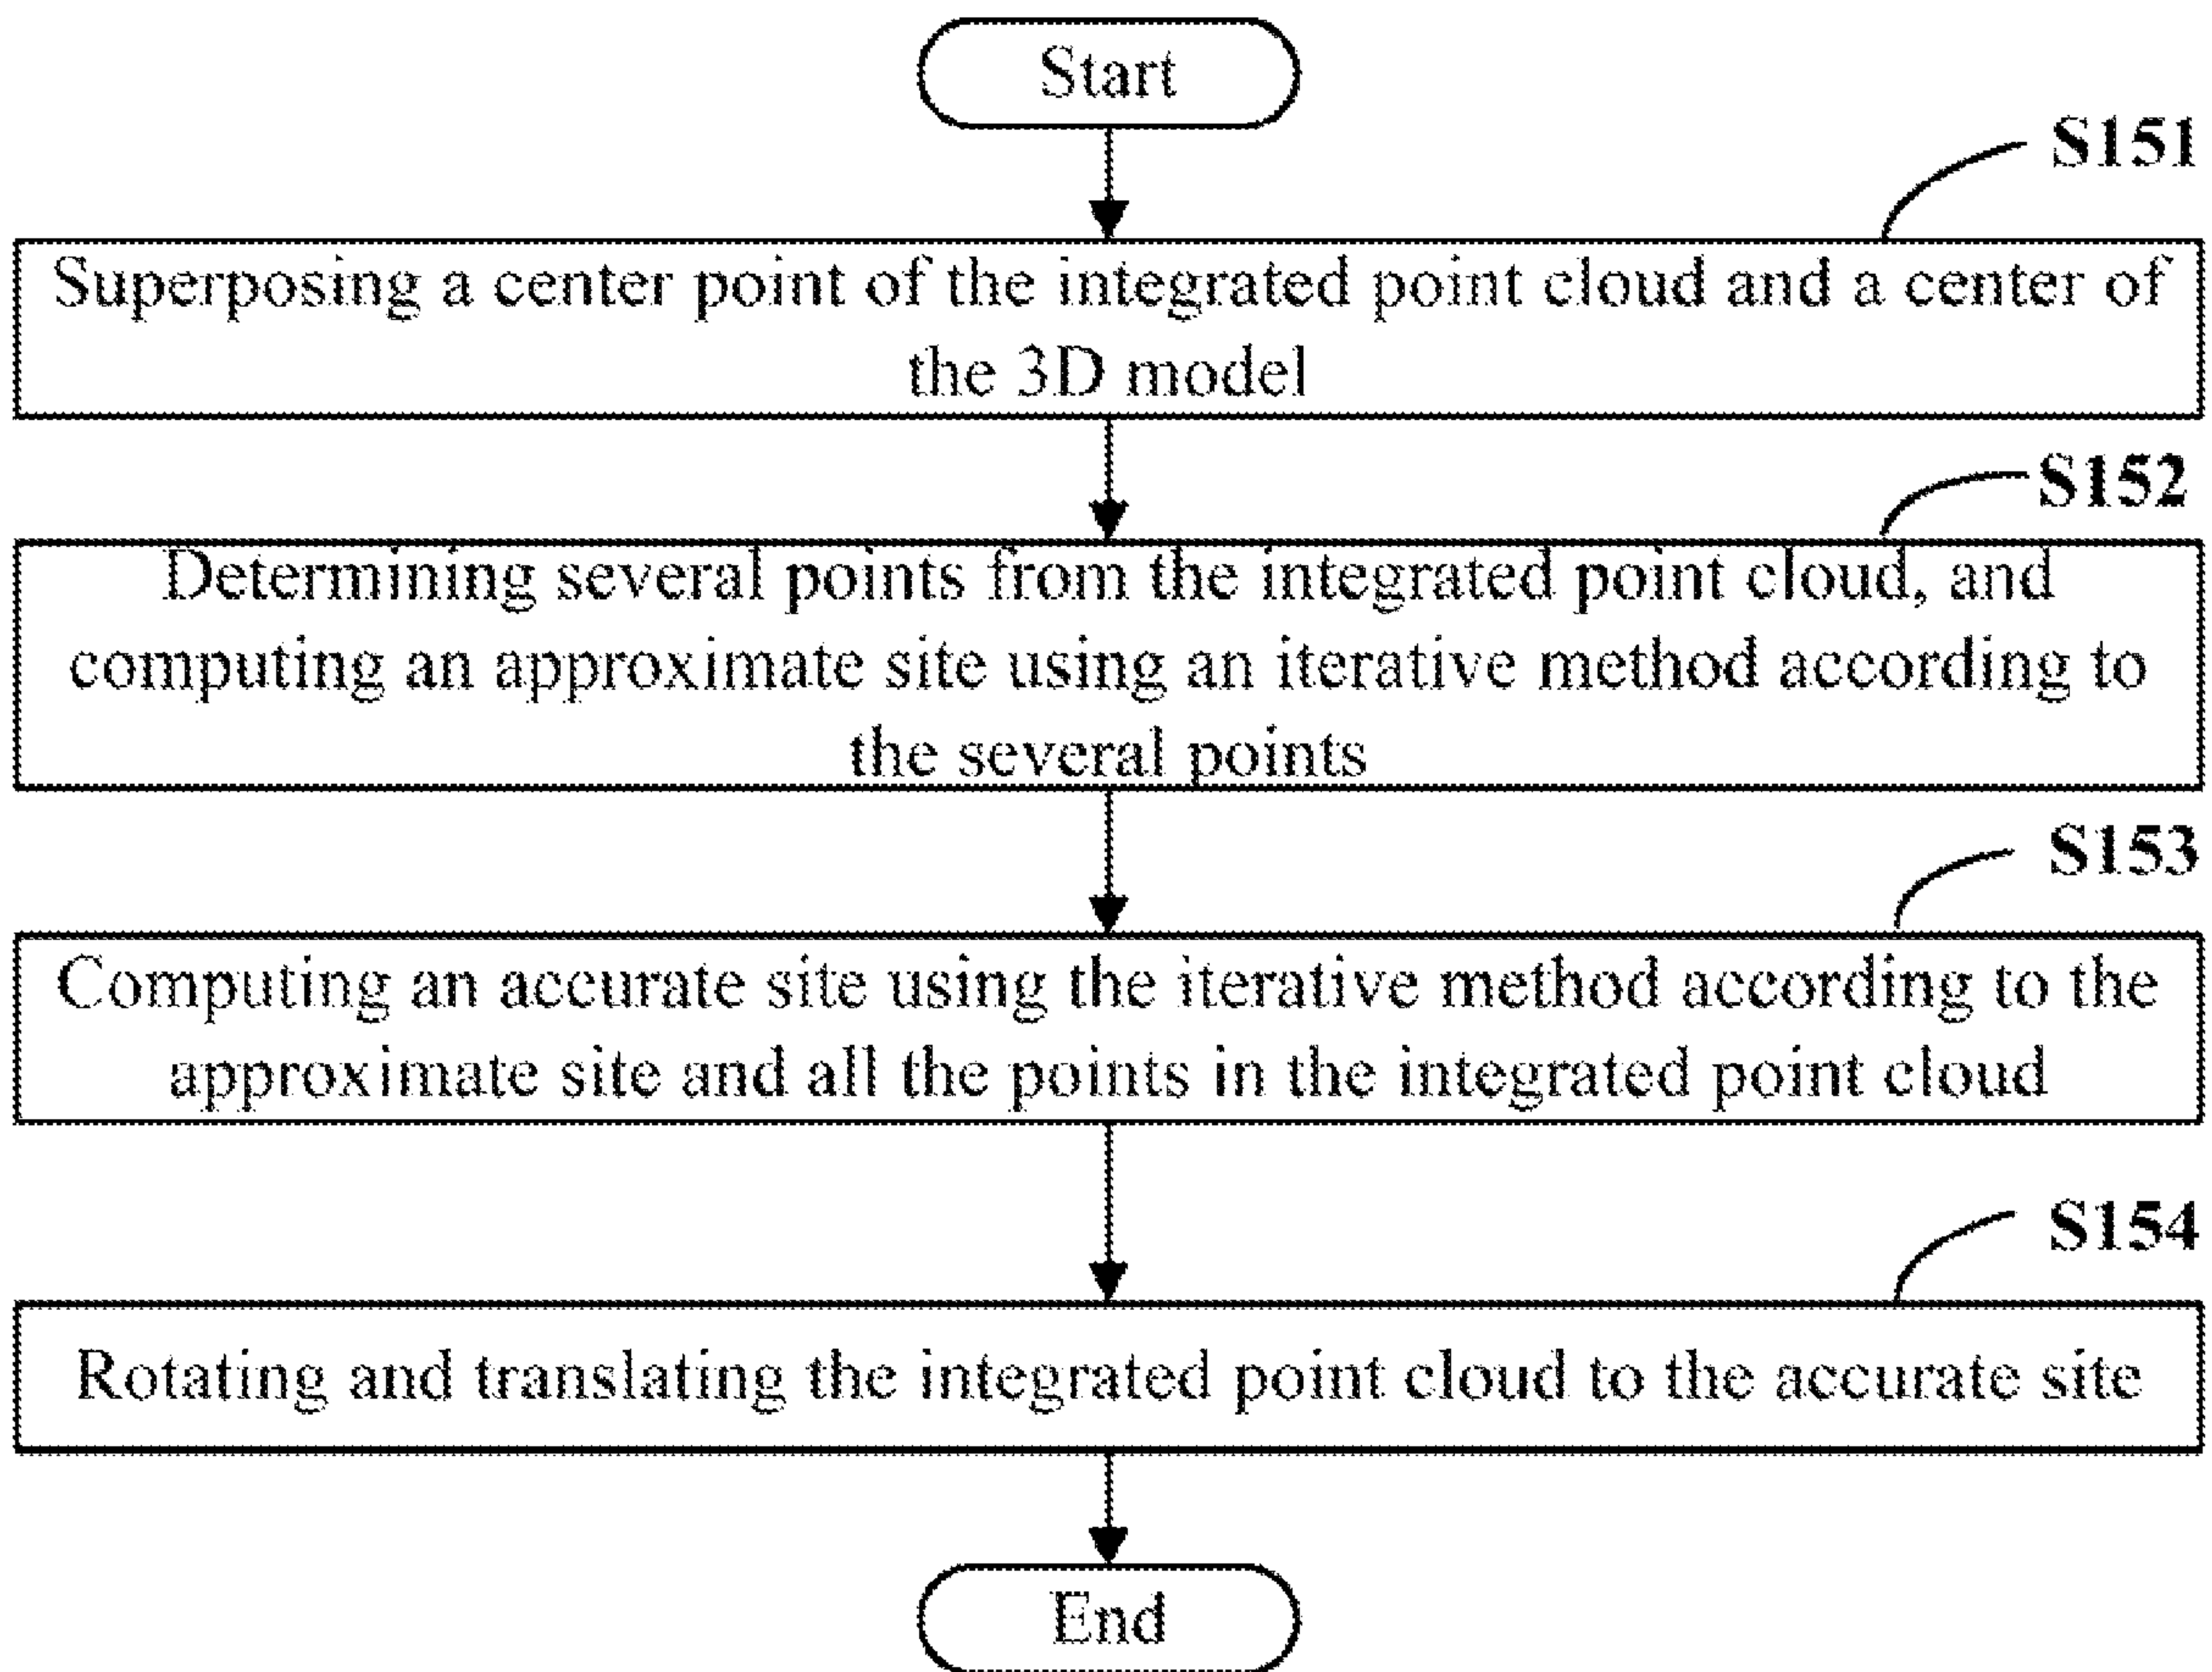 Start
S151
Superposing a center point of the integrated point cloud and a center of
the 3D model
S152
Determining several points from the integrated point cloud, and
computing an approximate site using an iterative method according to
the several points
S153
Computing an accurate site using the iterative method according to the
approximate site and all the points in the integrated point cloud
S154
Rotating and translating the integrated point cloud to the accurate site
End